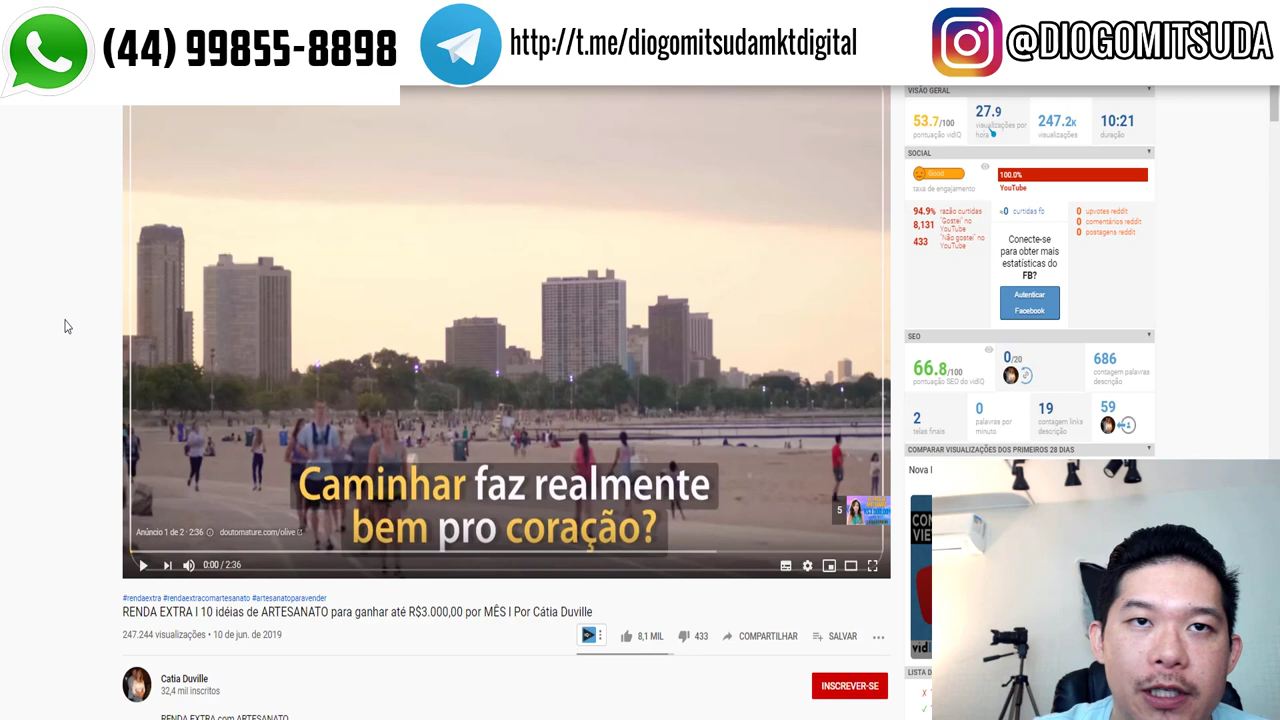 (44) 99855-8898
http://t.me/diogomitsudamktdigital
@DIOGOMITSUDA
VISÃO GERAL
53.7/100
pontuação vidIQ
27.9
visualizações por
hora
247.2K
visualizações
10:21
duração
SOCIAL
Good
taxa de engajamento
100.0%
YouTube
94.9% razão curtidas
8,131 "Gostei" no
YouTube
433 "Não gostei" no
YouTube
≈0 curtidas fb
Conecte-se
para obter mais
estatísticas do
FB?
Autenticar
Facebook
0 upvotes reddit
0 comentários reddit
0 postagens reddit
SEO
66.8/100
pontuação SEO do vidIQ
0/20
686
contagem palavras
descrição
2
telas finais
0
palavras por
minuto
19
contagem links
descrição
59
COMPARAR VISUALIZAÇÕES DOS PRIMEIROS 28 DIAS
Nova I
LISTA D
Caminhar faz realmente
bem pro coração?
5
Anúncio 1 de 2 · 2:36 doutornature.com/olive
0:00 / 2:36
#rendaextra #rendaextracomartesanato #artesanatoparavender
RENDA EXTRA I 10 idéias de ARTESANATO para ganhar até R$3.000,00 por MÊS I Por Cátia Duville
247.244 visualizações • 10 de jun. de 2019
8,1 MIL 433 COMPARTILHAR SALVAR
Catia Duville
32,4 mil inscritos
INSCREVER-SE
RENDA EXTRA com ARTESANATO